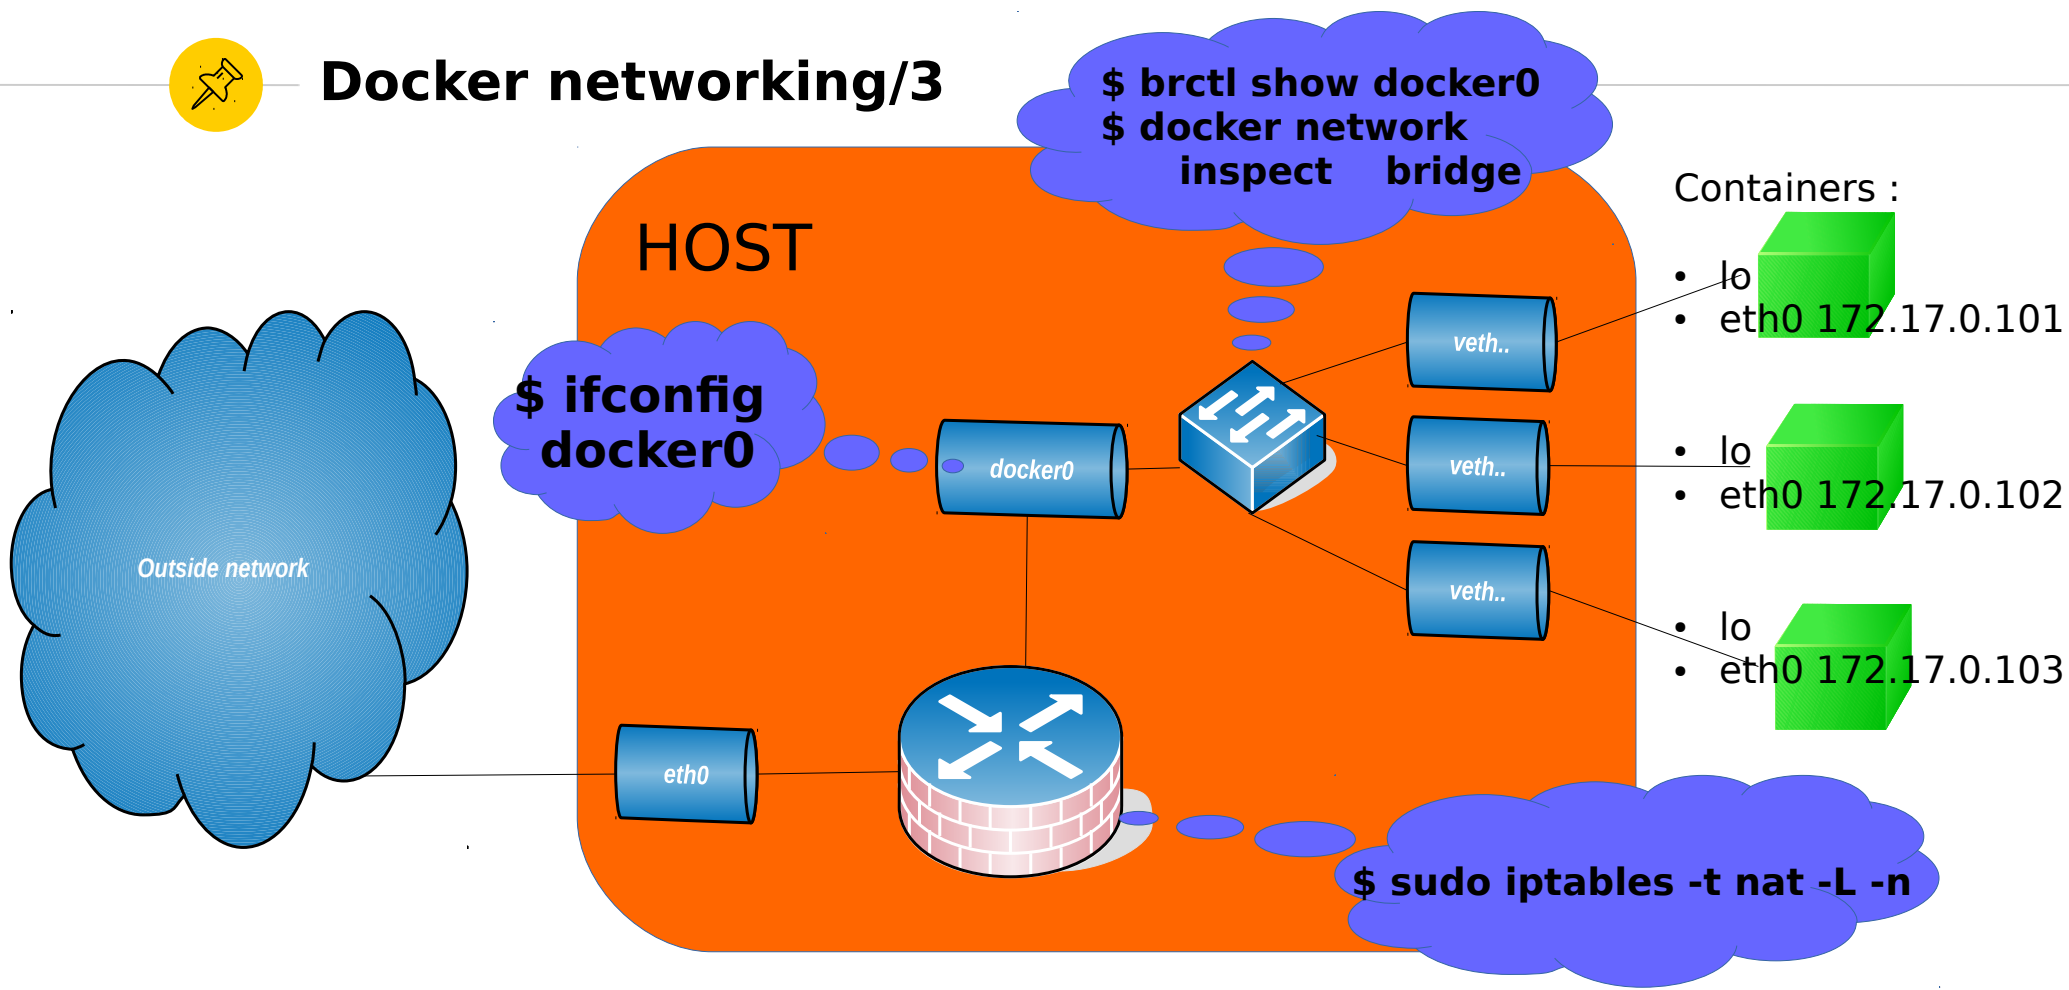 Docker networking/3
$ brctl show docker0
$ docker network
inspect bridge
HOST
Containers :
• lo
• eth0 172.17.0.101
veth..
$ ifconfig
docker0
docker0
veth..
• lo
• eth0 172.17.0.102
Outside network
veth..
• lo
• eth0 172.17.0.103
eth0
$ sudo iptables -t nat -L -n